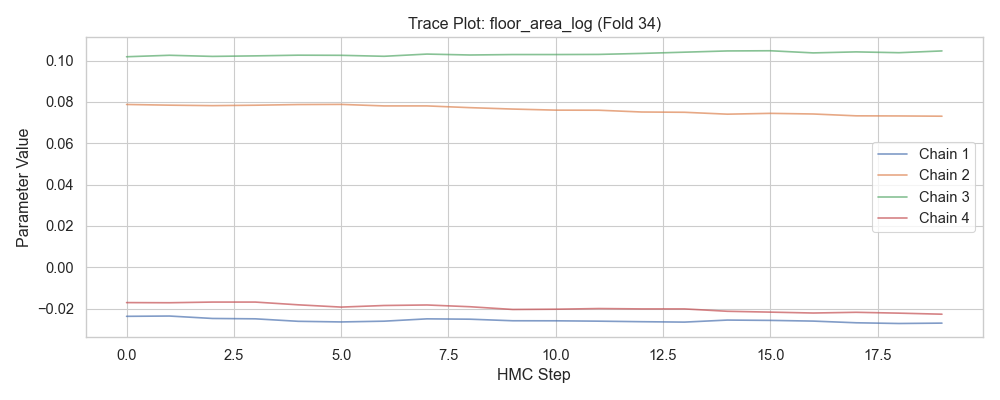 Trace Plot: floor_area_log (Fold 34)
Parameter Value
0.10
0.08
0.06
0.04
0.02
0.00
−0.02
Chain 1
Chain 2
Chain 3
Chain 4
0.0 2.5 5.0 7.5 10.0 12.5 15.0 17.5
HMC Step